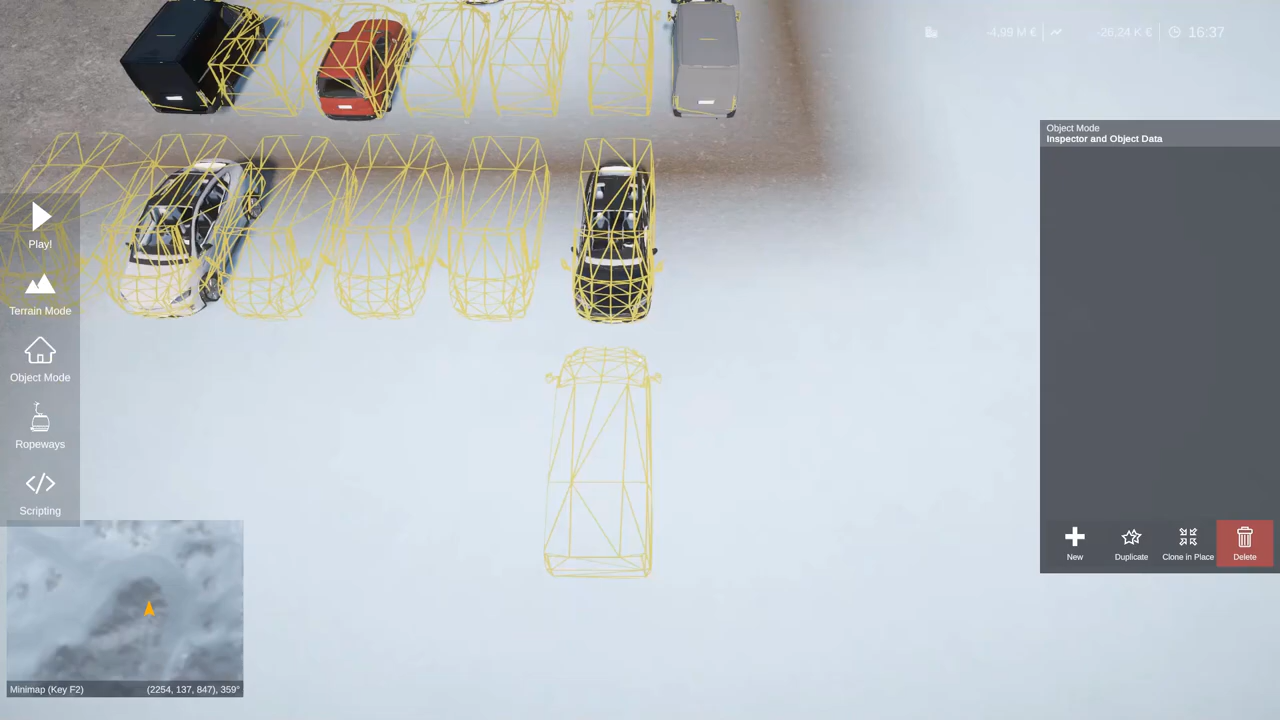 -4,99 M €
-26,24 K €
16:37
Object Mode
Inspector and Object Data
Play!
Terrain Mode
Object Mode
Ropeways
Scripting
New
Duplicate
Clone in Place
Delete
Minimap (Key F2)
(2254, 137, 847), 359°